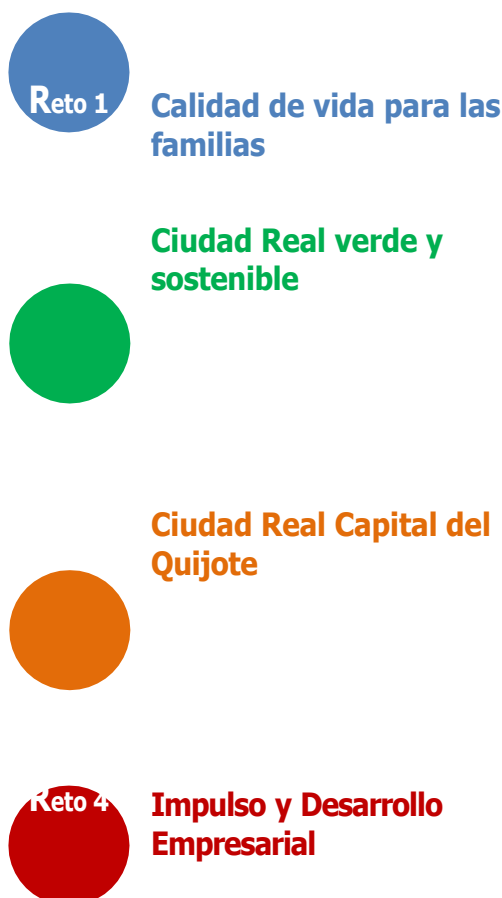 Reto 1
Calidad de vida para las
familias
Ciudad Real verde y
sostenible
Ciudad Real Capital del
Quijote
Reto 4
Impulso y Desarrollo
Empresarial